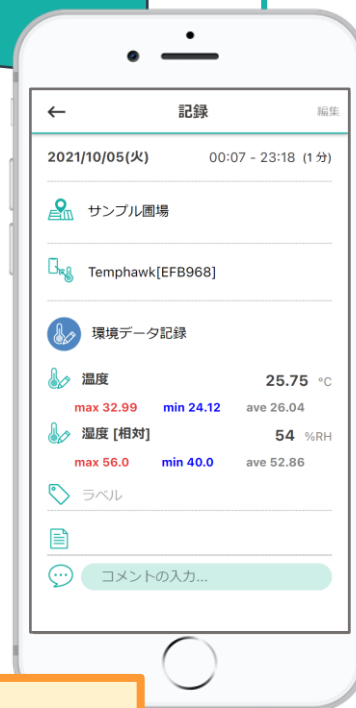 記録
編集
2021/10/05(火) 00:07 - 23:18 (1 分)
サンプル圃場
Temphawk[EFB968]
環境データ記録
温度 25.75 °C
max 32.99 min 24.12 ave 26.04
湿度 [相対] 54 %RH
max 56.0 min 40.0 ave 52.86
ラベル
コメントの入力...